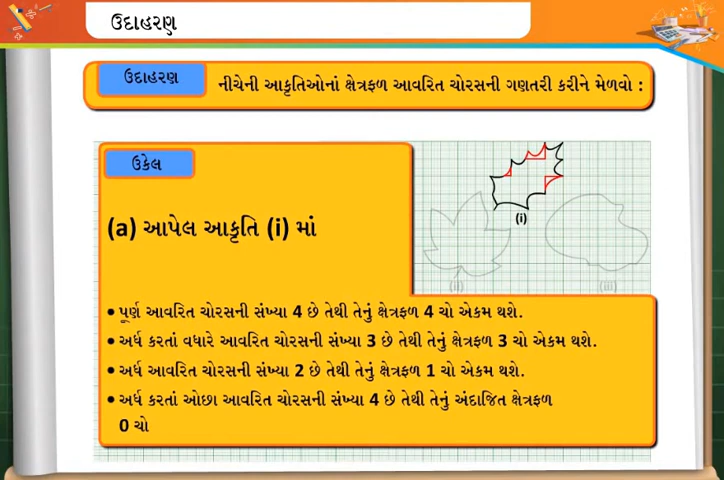 ઉદાહરણ
ઉદાહરણ
નીચેની આકૃતિઓનાં ક્ષેત્રફળ આવરિત ચોરસની ગણતરી કરીને મેળવો :
ઉકેલ
(a) આપેલ આકૃતિ (i) માં
(i)
(ii)
(iii)
• પૂર્ણ આવરિત ચોરસની સંખ્યા 4 છે તેથી તેનું ક્ષેત્રફળ 4 ચો એકમ થશે.
• અર્ધ કરતાં વધારે આવરિત ચોરસની સંખ્યા 3 છે તેથી તેનું ક્ષેત્રફળ 3 ચો એકમ થશે.
• અર્ધ આવરિત ચોરસની સંખ્યા 2 છે તેથી તેનું ક્ષેત્રફળ 1 ચો એકમ થશે.
• અર્ધ કરતાં ઓછા આવરિત ચોરસની સંખ્યા 4 છે તેથી તેનું અંદાજિત ક્ષેત્રફળ
0 ચો